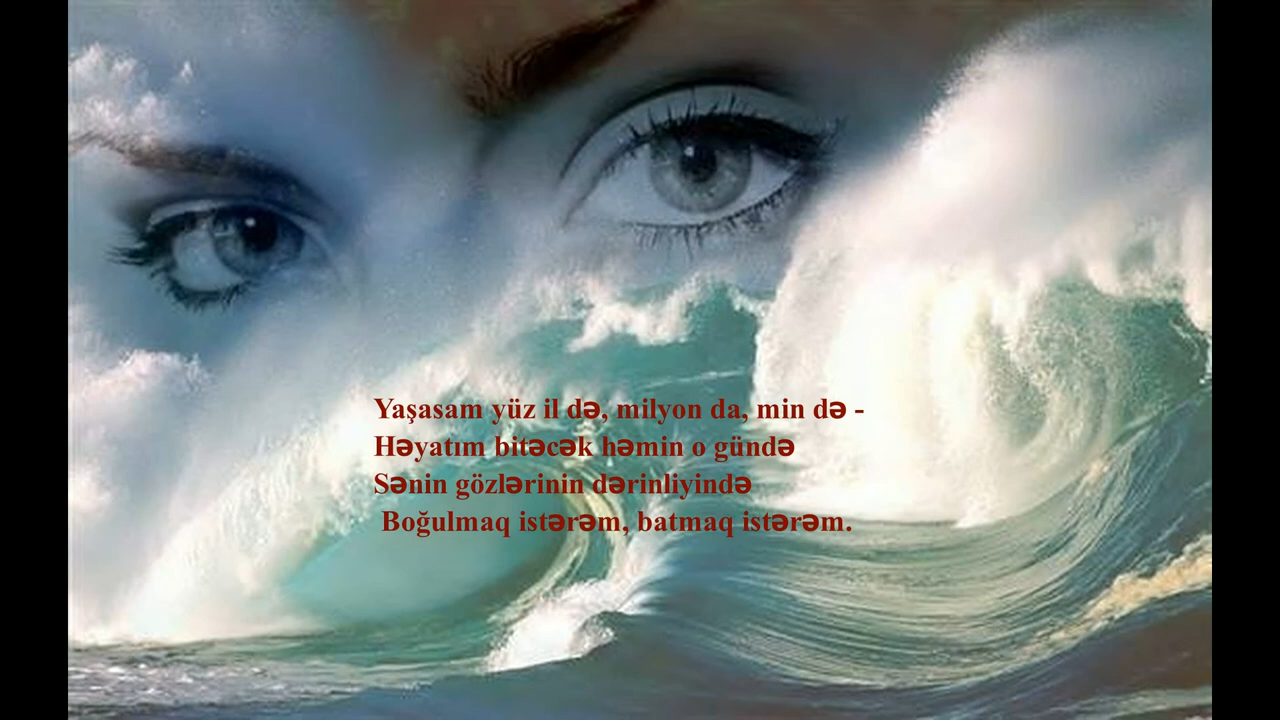 Yaşasam yüz il də, milyon da, min də -
Həyatım bitəcək həmin o gündə
Sənin gözlərinin dərinliyində
Boğulmaq istərəm, batmaq istərəm.